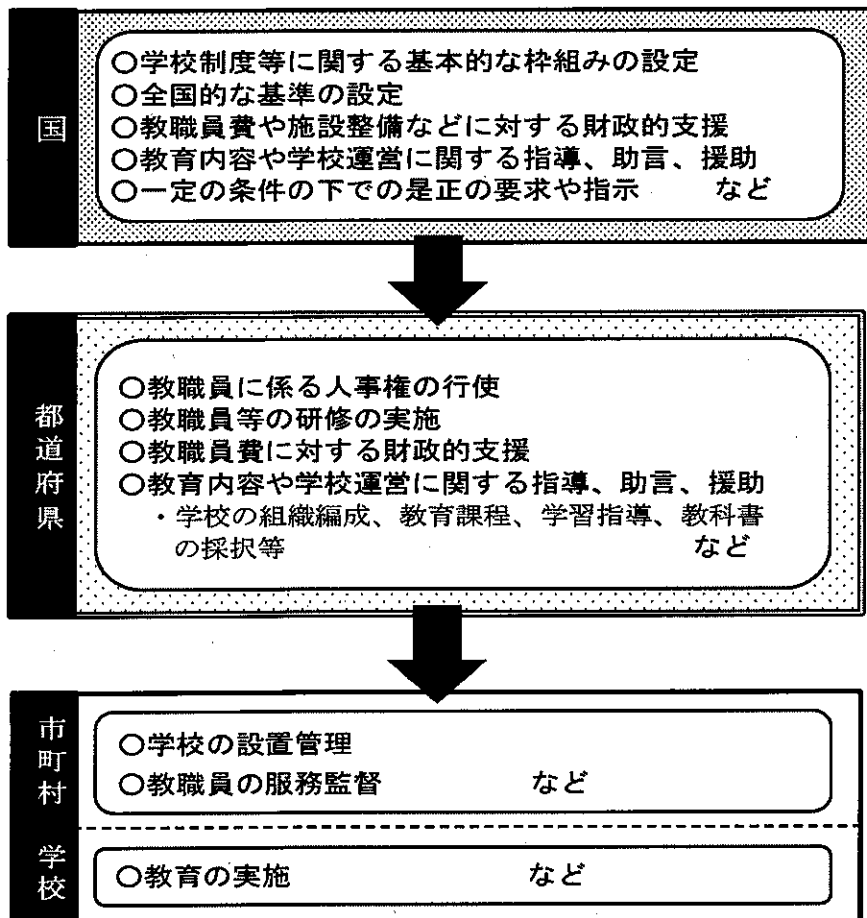 国
○学校制度等に関する基本的な枠組みの設定
○全国的な基準の設定
○教職員費や施設整備などに対する財政的支援
○教育内容や学校運営に関する指導、助言、援助
○一定の条件の下での是正の要求や指示　など
都道府県
○教職員に係る人事権の行使
○教職員等の研修の実施
○教職員費に対する財政的支援
○教育内容や学校運営に関する指導、助言、援助
・学校の組織編成、教育課程、学習指導、教科書
の採択等　など
市町村
○学校の設置管理
○教職員の服務監督　など
学校
○教育の実施　など